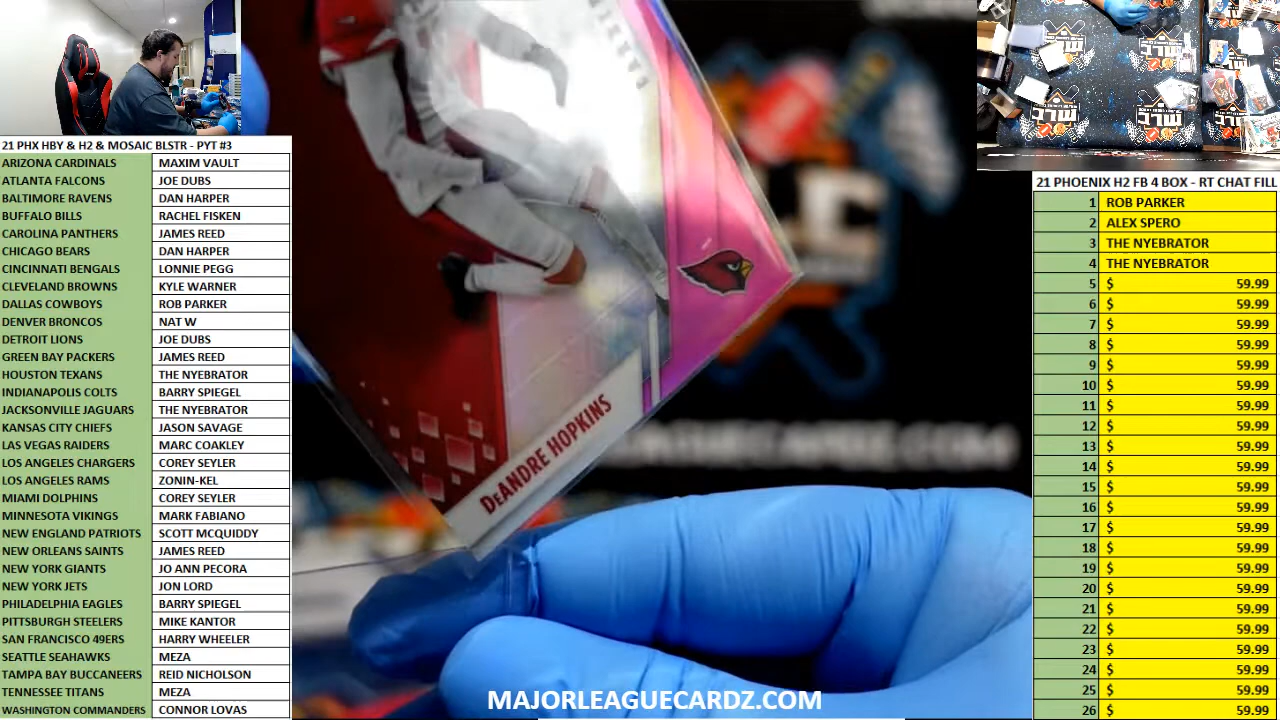 21 PHX HBY & H2 & MOSAIC BLSTR - PYT #3
ARIZONA CARDINALS MAXIM VAULT
ATLANTA FALCONS JOE DUBS
BALTIMORE RAVENS DAN HARPER
BUFFALO BILLS RACHEL FISKEN
CAROLINA PANTHERS JAMES REED
CHICAGO BEARS DAN HARPER
CINCINNATI BENGALS LONNIE PEGG
CLEVELAND BROWNS KYLE WARNER
DALLAS COWBOYS ROB PARKER
DENVER BRONCOS NAT W
DETROIT LIONS JOE DUBS
GREEN BAY PACKERS JAMES REED
HOUSTON TEXANS THE NYEBRATOR
INDIANAPOLIS COLTS BARRY SPIEGEL
JACKSONVILLE JAGUARS THE NYEBRATOR
KANSAS CITY CHIEFS JASON SAVAGE
LAS VEGAS RAIDERS MARC COAKLEY
LOS ANGELES CHARGERS COREY SEYLER
LOS ANGELES RAMS ZONIN-KEL
MIAMI DOLPHINS COREY SEYLER
MINNESOTA VIKINGS MARK FABIANO
NEW ENGLAND PATRIOTS SCOTT MCQUIDDY
NEW ORLEANS SAINTS JAMES REED
NEW YORK GIANTS JO ANN PECORA
NEW YORK JETS JON LORD
PHILADELPHIA EAGLES BARRY SPIEGEL
PITTSBURGH STEELERS MIKE KANTOR
SAN FRANCISCO 49ERS HARRY WHEELER
SEATTLE SEAHAWKS MEZA
TAMPA BAY BUCCANEERS REID NICHOLSON
TENNESSEE TITANS MEZA
WASHINGTON COMMANDERS CONNOR LOVAS
DEANDRE HOPKINS
MAJORLEAGUECARDZ.COM
21 PHOENIX H2 FB 4 BOX - RT CHAT FILL
1 ROB PARKER
2 ALEX SPERO
3 THE NYEBRATOR
4 THE NYEBRATOR
5 $ 59.99
6 $ 59.99
7 $ 59.99
8 $ 59.99
9 $ 59.99
10 $ 59.99
11 $ 59.99
12 $ 59.99
13 $ 59.99
14 $ 59.99
15 $ 59.99
16 $ 59.99
17 $ 59.99
18 $ 59.99
19 $ 59.99
20 $ 59.99
21 $ 59.99
22 $ 59.99
23 $ 59.99
24 $ 59.99
25 $ 59.99
26 $ 59.99